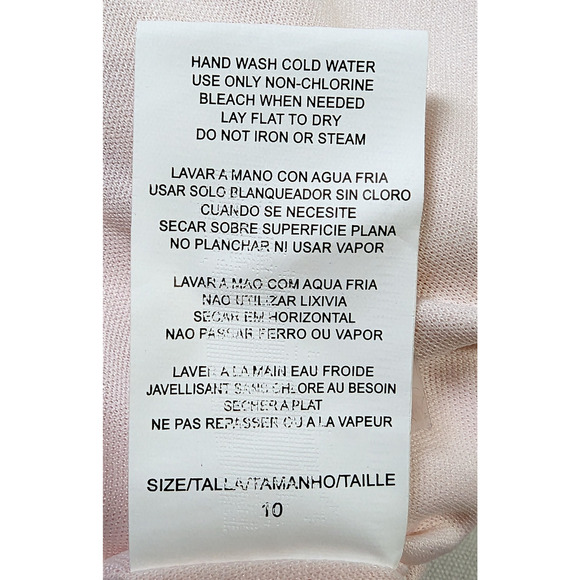 HAND WASH COLD WATER
USE ONLY NON-CHLORINE
BLEACH WHEN NEEDED
LAY FLAT TO DRY
DO NOT IRON OR STEAM
LAVAR A MANO CON AGUA FRIA
USAR SOLO BLANQUEADOR SIN CLORO
CUANDO SE NECESITE
SECAR SOBRE SUPERFICIE PLANA
NO PLANCHAR NI USAR VAPOR
LAVAR A MAO COM AQUA FRIA
NAO UTILIZAR LIXIVIA
SECAR EM HORIZONTAL
NAO PASSAR FERRO OU VAPOR
LAVER A LA MAIN EAU FROIDE
JAVELLISANT SANS CHLORE AU BESOIN
SECHER A PLAT
NE PAS REPASSER OU A LA VAPEUR
SIZE/TALLA/TAMANHO/TAILLE
10